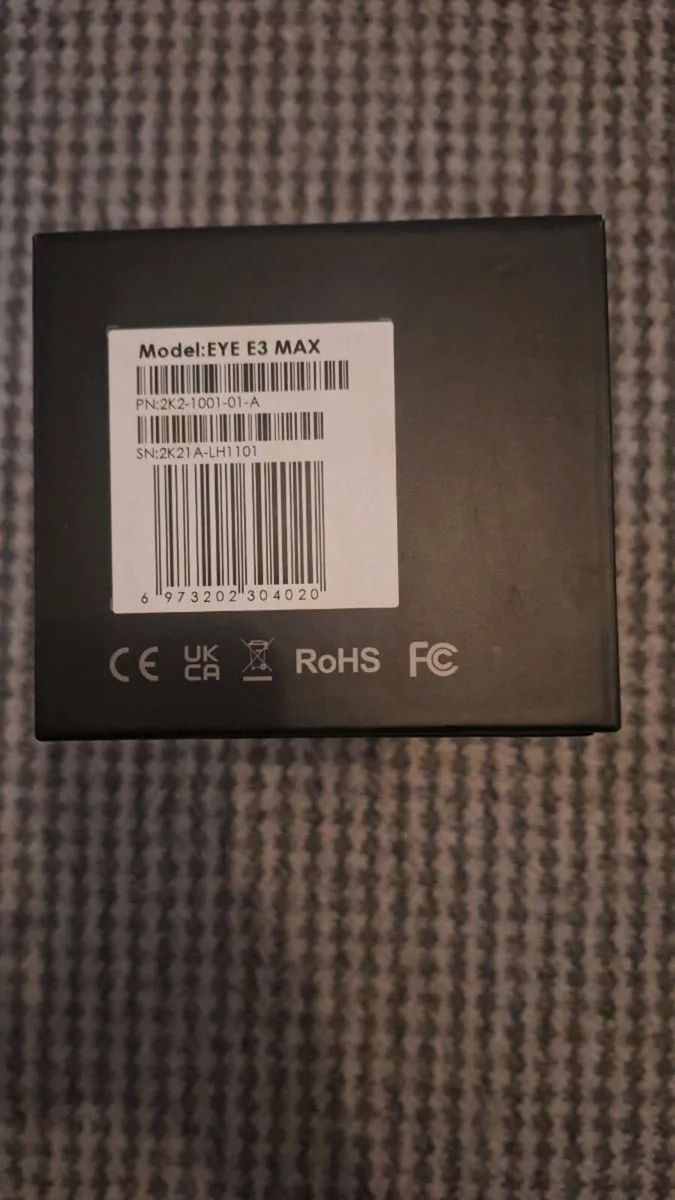 Model:EYE E3 MAX
PN:2K2-1001-01-A
SN:2K21A-LH1101
6 973202 304020
CE UK CA RoHS FC